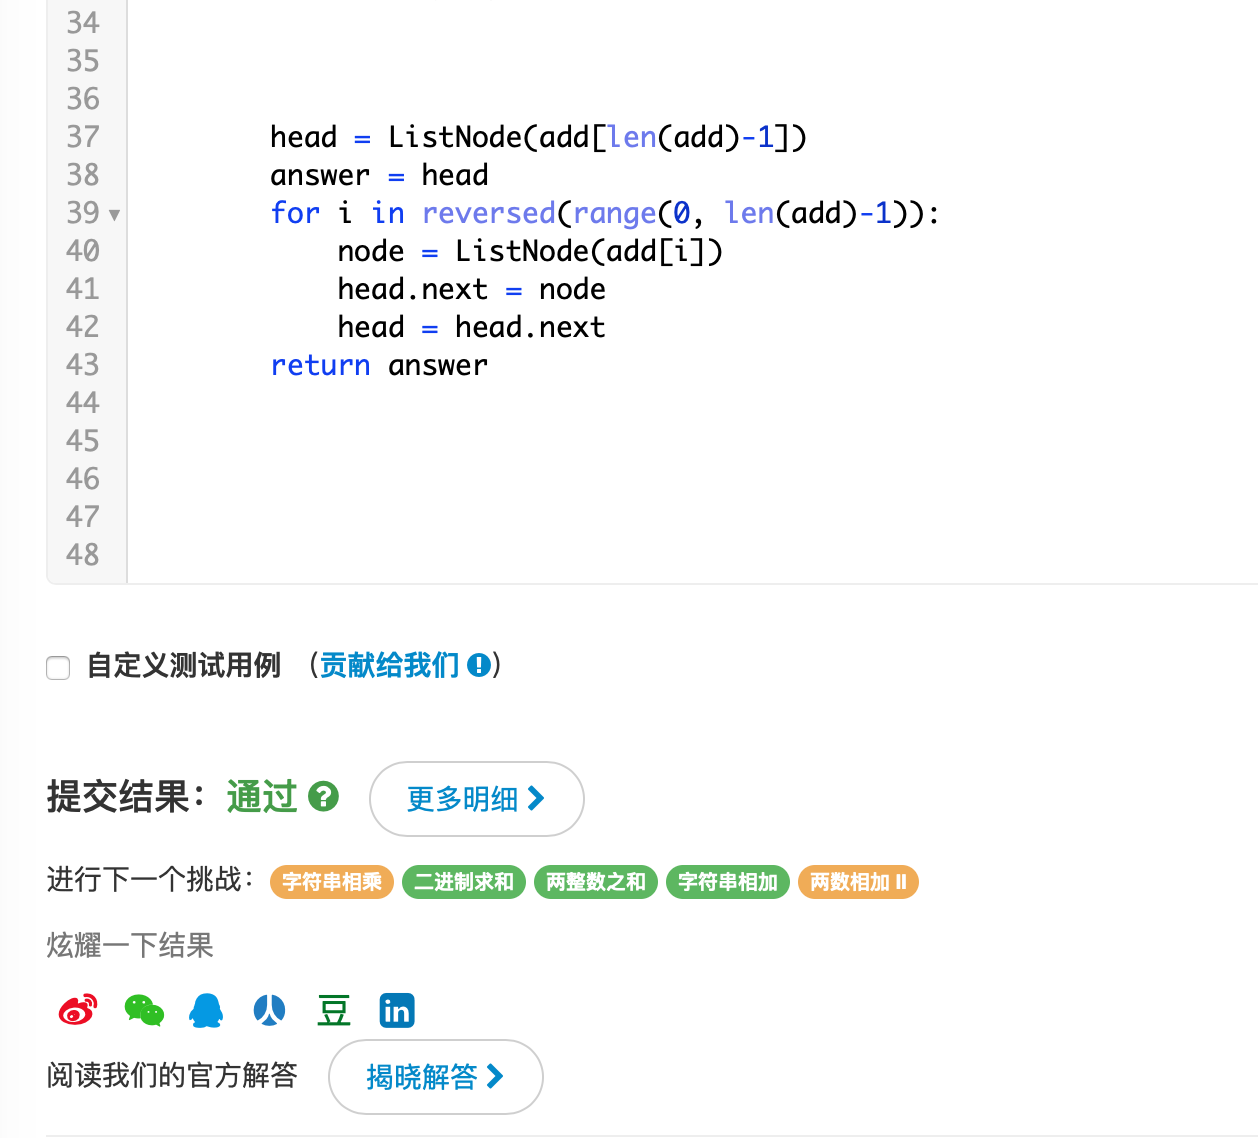 34
35
36
37 head = ListNode(add[len(add)-1])
38 answer = head
39 for i in reversed(range(0, len(add)-1)):
40 node = ListNode(add[i])
41 head.next = node
42 head = head.next
43 return answer
44
45
46
47
48
自定义测试用例 （贡献给我们）
提交结果： 通过 更多明细
进行下一个挑战： 字符串相乘 二进制求和 两整数之和 字符串相加 两数相加 II
炫耀一下结果
豆 in
阅读我们的官方解答 揭晓解答